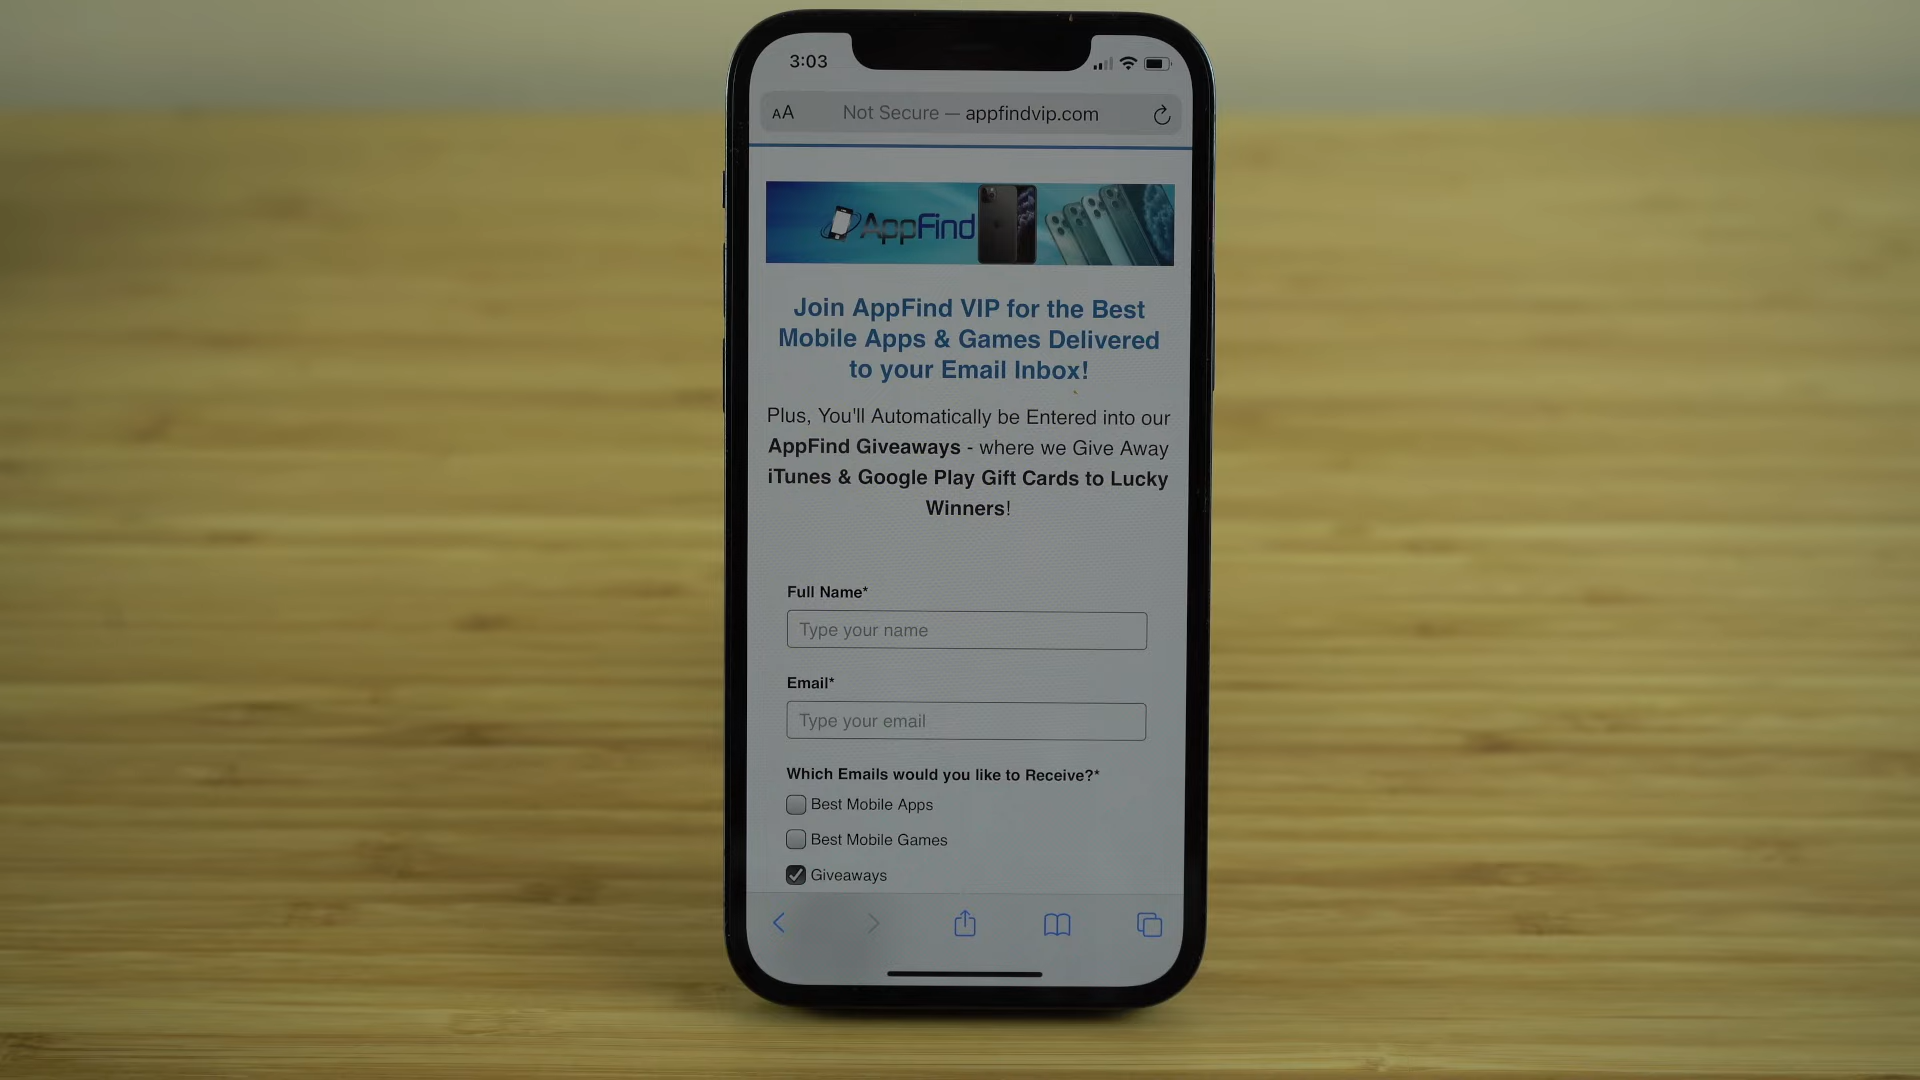 3:03
AA Not Secure — appfindvip.com
AppFind
Join AppFind VIP for the Best
Mobile Apps & Games Delivered
to your Email Inbox!
Plus, You'll Automatically be Entered into our
AppFind Giveaways - where we Give Away
iTunes & Google Play Gift Cards to Lucky
Winners!
Full Name*
Type your name
Email*
Type your email
Which Emails would you like to Receive?*
Best Mobile Apps
Best Mobile Games
Giveaways